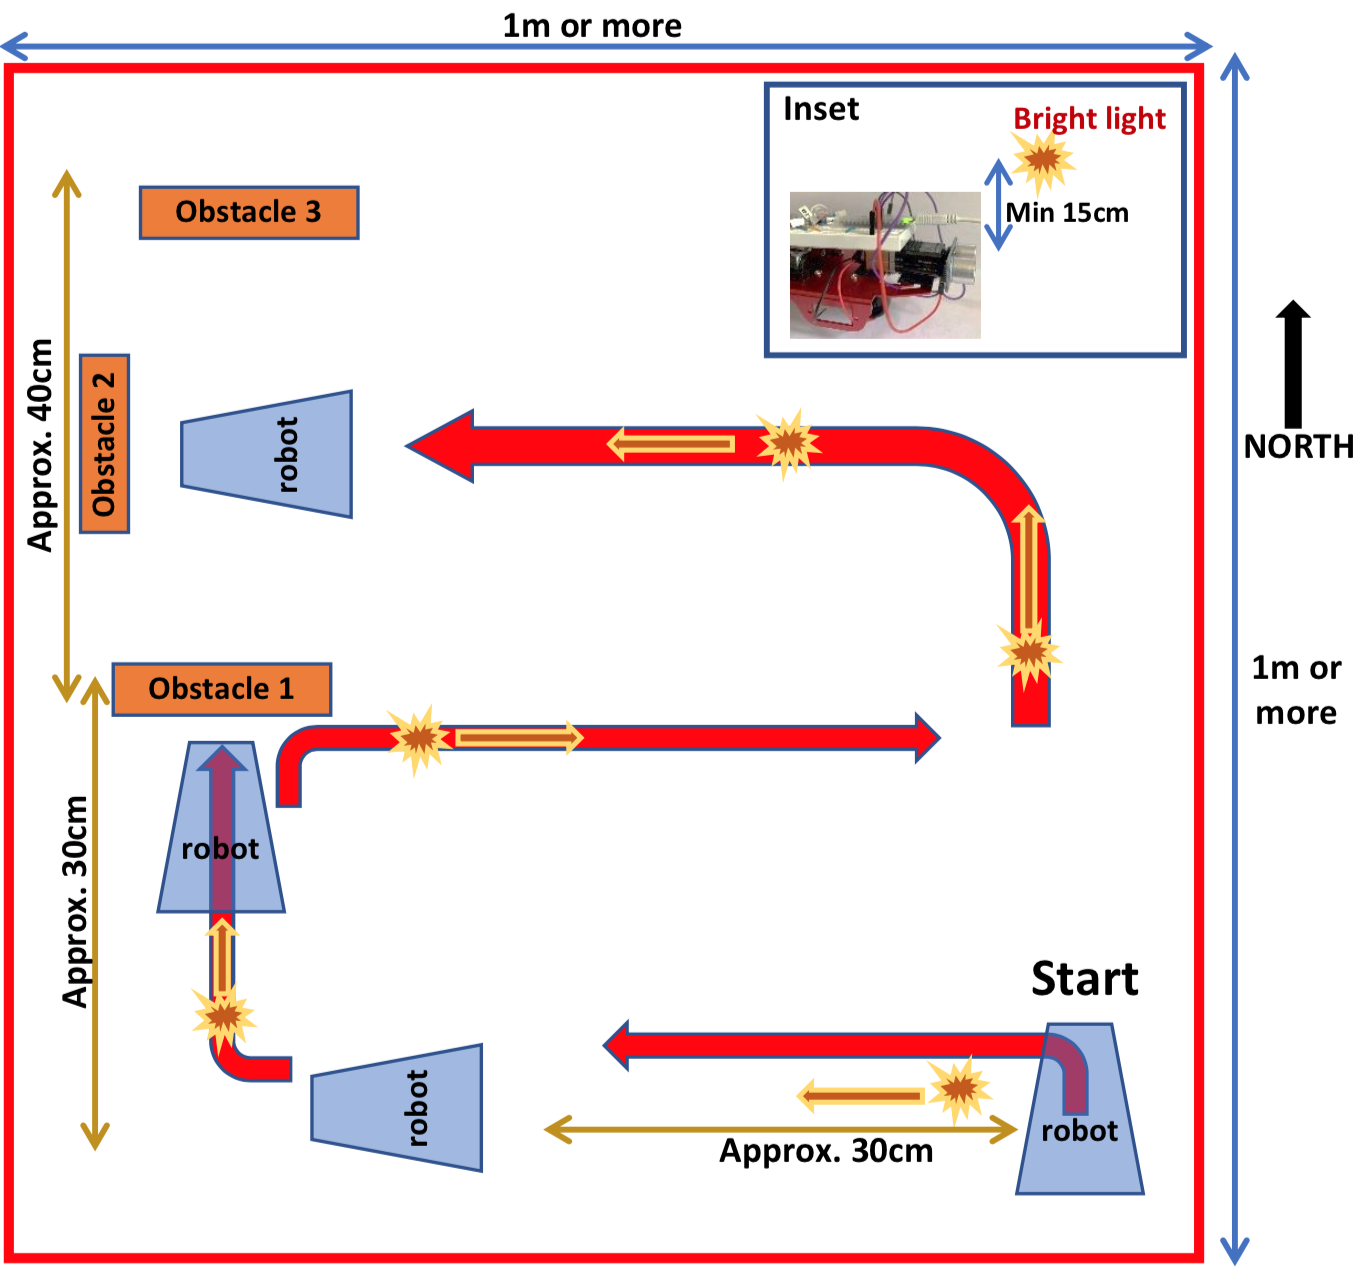 1m or more
Inset
Bright light
Min 15cm
Obstacle 3
Approx. 40cm
Obstacle 2
robot
NORTH
1m or
more
Obstacle 1
robot
Approx. 30cm
Start
robot
robot
Approx. 30cm